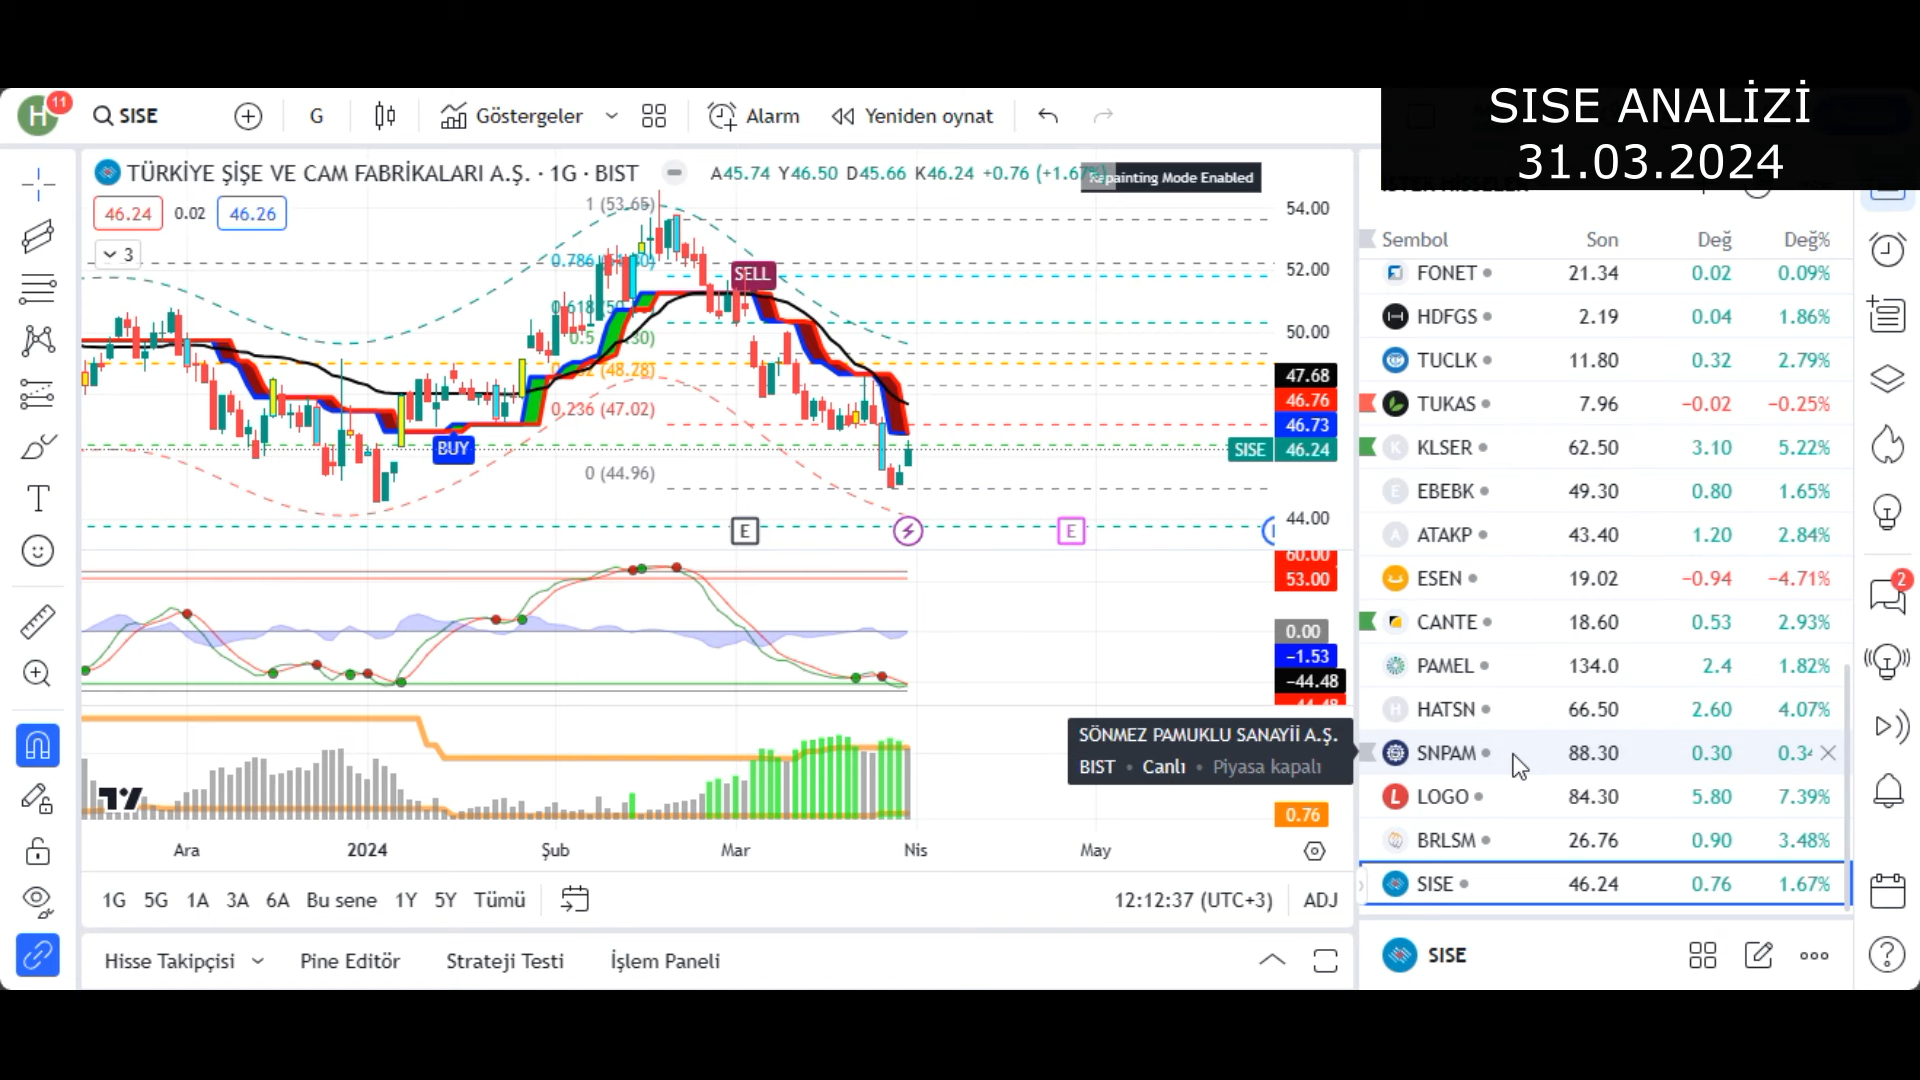 SISE ANALİZİ
31.03.2024
H
11
SISE
G
Göstergeler
Alarm
Yeniden oynat
TÜRKİYE ŞİŞE VE CAM FABRİKALARI A.Ş. · 1G · BIST
A45.74 Y46.50 D45.66 K46.24 +0.76
Repainting Mode Enabled
46.24
0.02
46.26
3
1 (53.65)
0.5
(48.28)
0.236 (47.02)
0 (44.96)
SELL
BUY
E
E
54.00
52.00
50.00
47.68
46.76
46.73
SISE 46.24
44.00
60.00
53.00
0.00
−1.53
−44.48
0.76
Ara
2024
Şub
Mar
Nis
May
1G 5G 1A 3A 6A Bu sene 1Y 5Y Tümü
12:12:37 (UTC+3)
ADJ
Hisse Takipçisi
Pine Editör
Strateji Testi
İşlem Paneli
SÖNMEZ PAMUKLU SANAYİİ A.Ş.
BIST • Canlı • Piyasa kapalı
Sembol Son Değ Değ%
FONET 21.34 0.02 0.09%
HDFGS 2.19 0.04 1.86%
TUCLK 11.80 0.32 2.79%
TUKAS 7.96 −0.02 −0.25%
KLSER 62.50 3.10 5.22%
EBEBK 49.30 0.80 1.65%
ATAKP 43.40 1.20 2.84%
ESEN 19.02 −0.94 −4.71%
CANTE 18.60 0.53 2.93%
PAMEL 134.0 2.4 1.82%
HATSN 66.50 2.60 4.07%
SNPAM 88.30 0.30
LOGO 84.30 5.80 7.39%
BRLSM 26.76 0.90 3.48%
SISE 46.24 0.76 1.67%
SISE
2